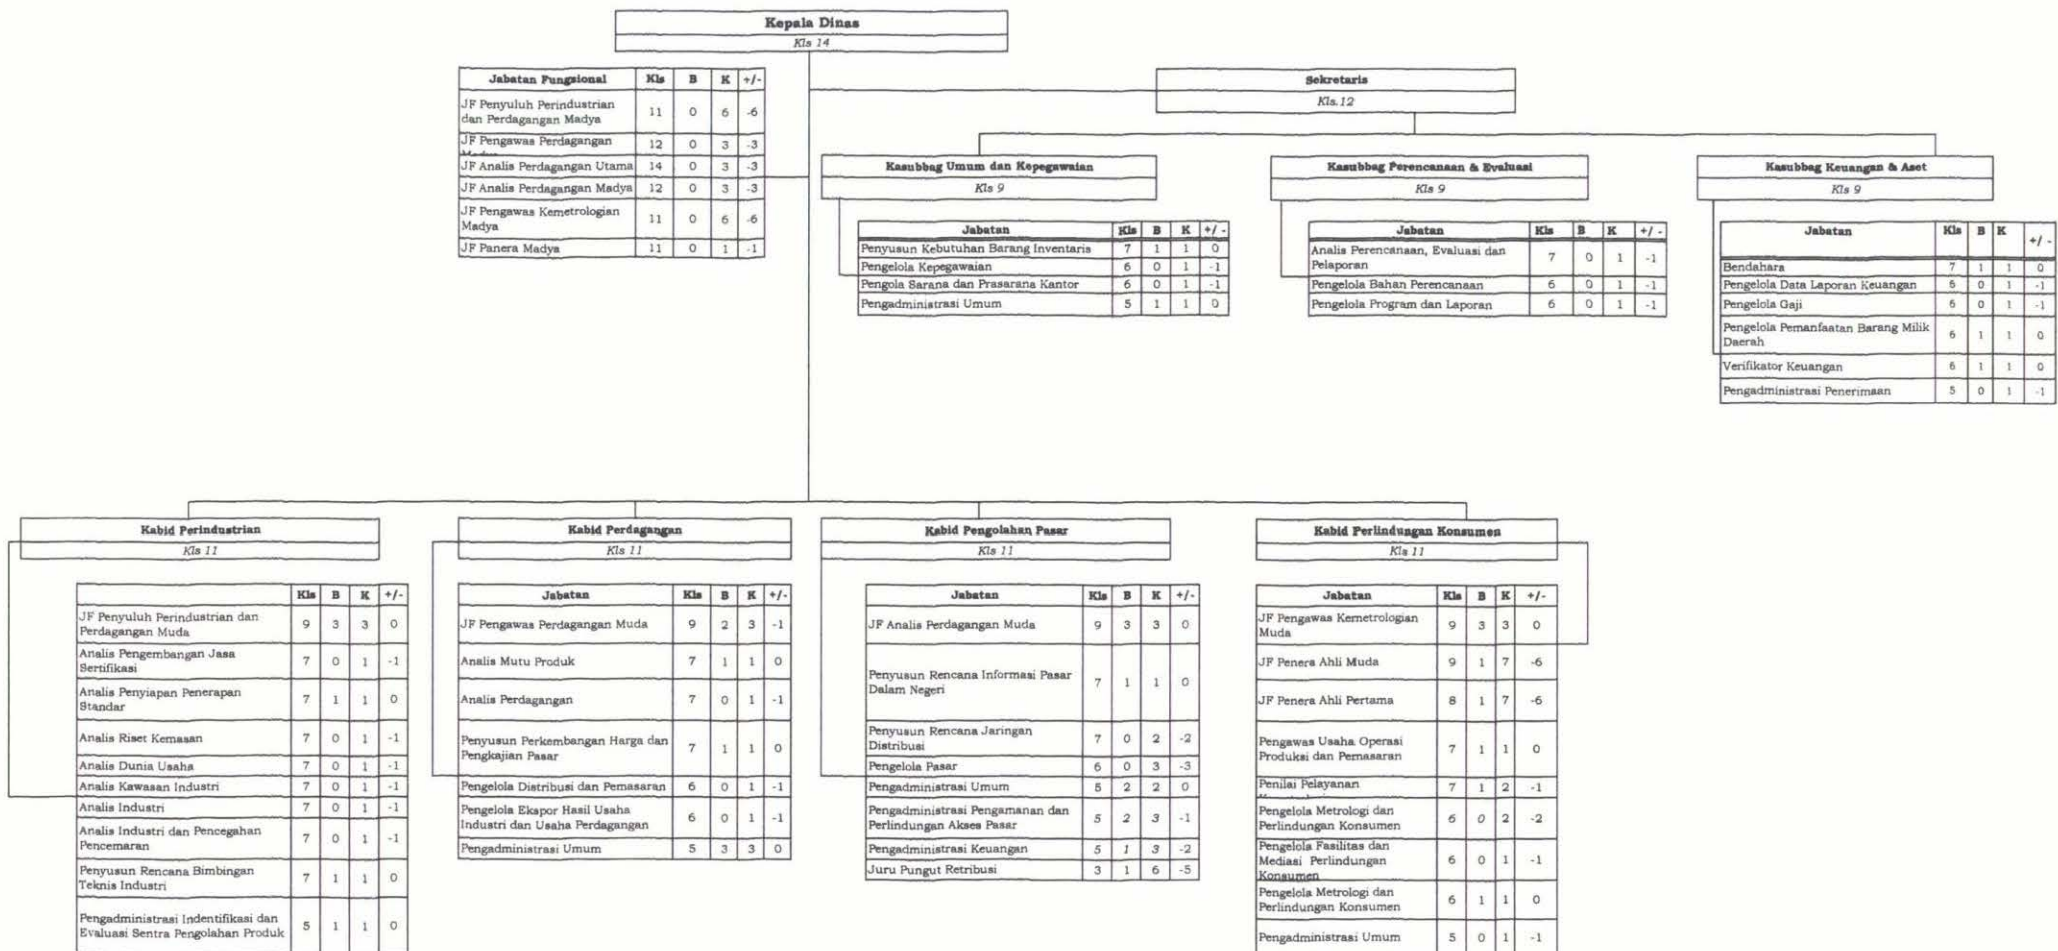 Kepala Dinas
Kls 14
Jabatan Fungsional Kls B K +/-
JF Penyuluh Perindustrian
dan Perdagangan Madya 11 0 6 -6
JF Pengawas Perdagangan 12 0 3 -3
JF Analis Perdagangan Utama 14 0 3 -3
JF Analis Perdagangan Madya 12 0 3 -3
JF Pengawas Kemetrologian
Madya 11 0 6 -6
JF Panera Madya 11 0 1 -1
Sekretaris
Kls.12
Kasubbag Umum dan Kepegawaian
Kls 9
Jabatan Kls B K +/-
Penyusun Kebutuhan Barang Inventaris 7 1 1 0
Pengelola Kepegawaian 6 0 1 -1
Pengola Sarana dan Prasarana Kantor 6 0 1 -1
Pengadministrasi Umum 5 1 1 0
Kasubbag Perencanaan & Evaluasi
Kls 9
Jabatan Kls B K +/-
Analis Perencanaan, Evaluasi dan
Pelaporan 7 0 1 -1
Pengelola Bahan Perencanaan 6 0 1 -1
Pengelola Program dan Laporan 6 0 1 -1
Kasubbag Keuangan & Aset
Kls 9
Jabatan Kls B K +/-
Bendahara 7 1 1 0
Pengelola Data Laporan Keuangan 6 0 1 -1
Pengelola Gaji 6 0 1 -1
Pengelola Pemanfaatan Barang Milik
Daerah 6 1 1 0
Verifikator Keuangan 6 1 1 0
Pengadministrasi Penerimaan 5 0 1 -1
Kabid Perindustrian
Kls 11
Kls B K +/-
JF Penyuluh Perindustrian dan
Perdagangan Muda 9 3 3 0
Analis Pengembangan Jasa
Sertifikasi 7 0 1 -1
Analis Penyiapan Penerapan
Standar 7 1 1 0
Analis Riset Kemasan 7 0 1 -1
Analis Dunia Usaha 7 0 1 -1
Analis Kawasan Industri 7 0 1 -1
Analis Industri 7 0 1 -1
Analis Industri dan Pencegahan
Pencemaran 7 0 1 -1
Penyusun Rencana Bimbingan
Teknis Industri 7 1 1 0
Pengadministrasi Indentifikasi dan
Evaluasi Sentra Pengolahan Produk 5 1 1 0
Kabid Perdagangan
Kls 11
Jabatan Kls B K +/-
JF Pengawas Perdagangan Muda 9 2 3 -1
Analis Mutu Produk 7 1 1 0
Analis Perdagangan 7 0 1 -1
Penyusun Perkembangan Harga dan
Pengkajian Pasar 7 1 1 0
Pengelola Distribusi dan Pemasaran 6 0 1 -1
Pengelola Ekspor Hasil Usaha
Industri dan Usaha Perdagangan 6 0 1 -1
Pengadministrasi Umum 5 3 3 0
Kabid Pengolahan Pasar
Kls 11
Jabatan Kls B K +/-
JF Analis Perdagangan Muda 9 3 3 0
Penyusun Rencana Informasi Pasar
Dalam Negeri 7 1 1 0
Penyusun Rencana Jaringan
Distribusi 7 0 2 -2
Pengelola Pasar 6 0 3 -3
Pengadministrasi Umum 5 2 2 0
Pengadministrasi Pengamanan dan
Perlindungan Akses Pasar 5 2 3 -1
Pengadministrasi Keuangan 5 1 3 -2
Juru Pungut Retribusi 3 1 6 -5
Kabid Perlindungan Konsumen
Kls 11
Jabatan Kls B K +/-
JF Pengawas Kemetrologian
Muda 9 3 3 0
JF Penera Ahli Muda 9 1 7 -6
JF Penera Ahli Pertama 8 1 7 -6
Pengawas Usaha Operasi
Produksi dan Pemasaran 7 1 1 0
Penilai Pelayanan 7 1 2 -1
Pengelola Metrologi dan
Perlindungan Konsumen 6 0 2 -2
Pengelola Fasilitas dan
Mediasi Perlindungan
Konsumen 6 0 1 -1
Pengelola Metrologi dan
Perlindungan Konsumen 6 1 1 0
Pengadministrasi Umum 5 0 1 -1